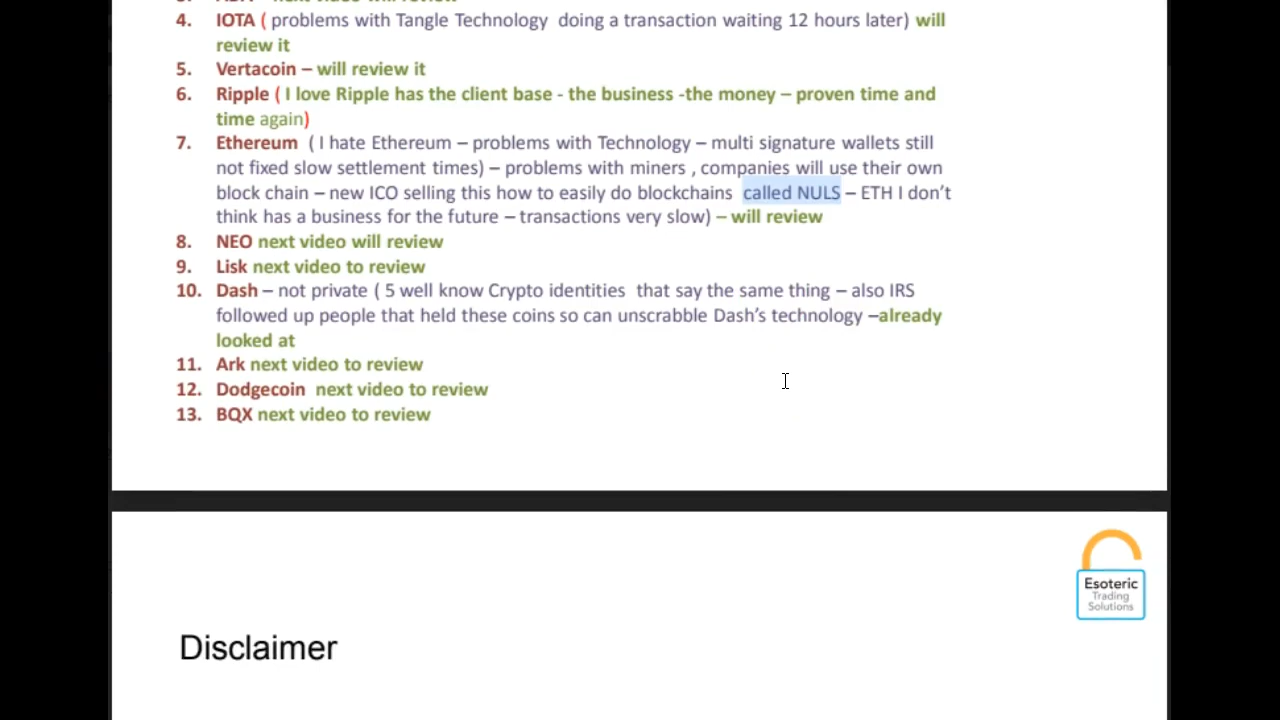 4. IOTA ( problems with Tangle Technology doing a transaction waiting 12 hours later) will
review it
5. Vertacoin – will review it
6. Ripple ( I love Ripple has the client base - the business -the money – proven time and
time again)
7. Ethereum ( I hate Ethereum – problems with Technology – multi signature wallets still
not fixed slow settlement times) – problems with miners , companies will use their own
block chain – new ICO selling this how to easily do blockchains called NULS – ETH I don’t
think has a business for the future – transactions very slow) – will review
8. NEO next video will review
9. Lisk next video to review
10. Dash – not private ( 5 well know Crypto identities that say the same thing – also IRS
followed up people that held these coins so can unscrabble Dash’s technology –already
looked at
11. Ark next video to review
12. Dodgecoin next video to review
13. BQX next video to review
Esoteric
Trading
Solutions
Disclaimer